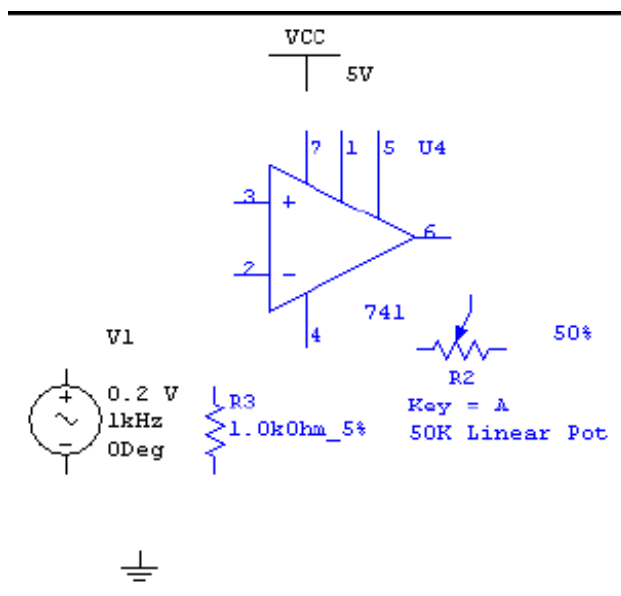 VCC
5V
7 1 5 U4
3 +
6
2 −
741
4
50%
V1
R2
+ 0.2 V
R3
Key = A
~ 1kHz
1.0kOhm_5%
50K Linear Pot
− 0Deg